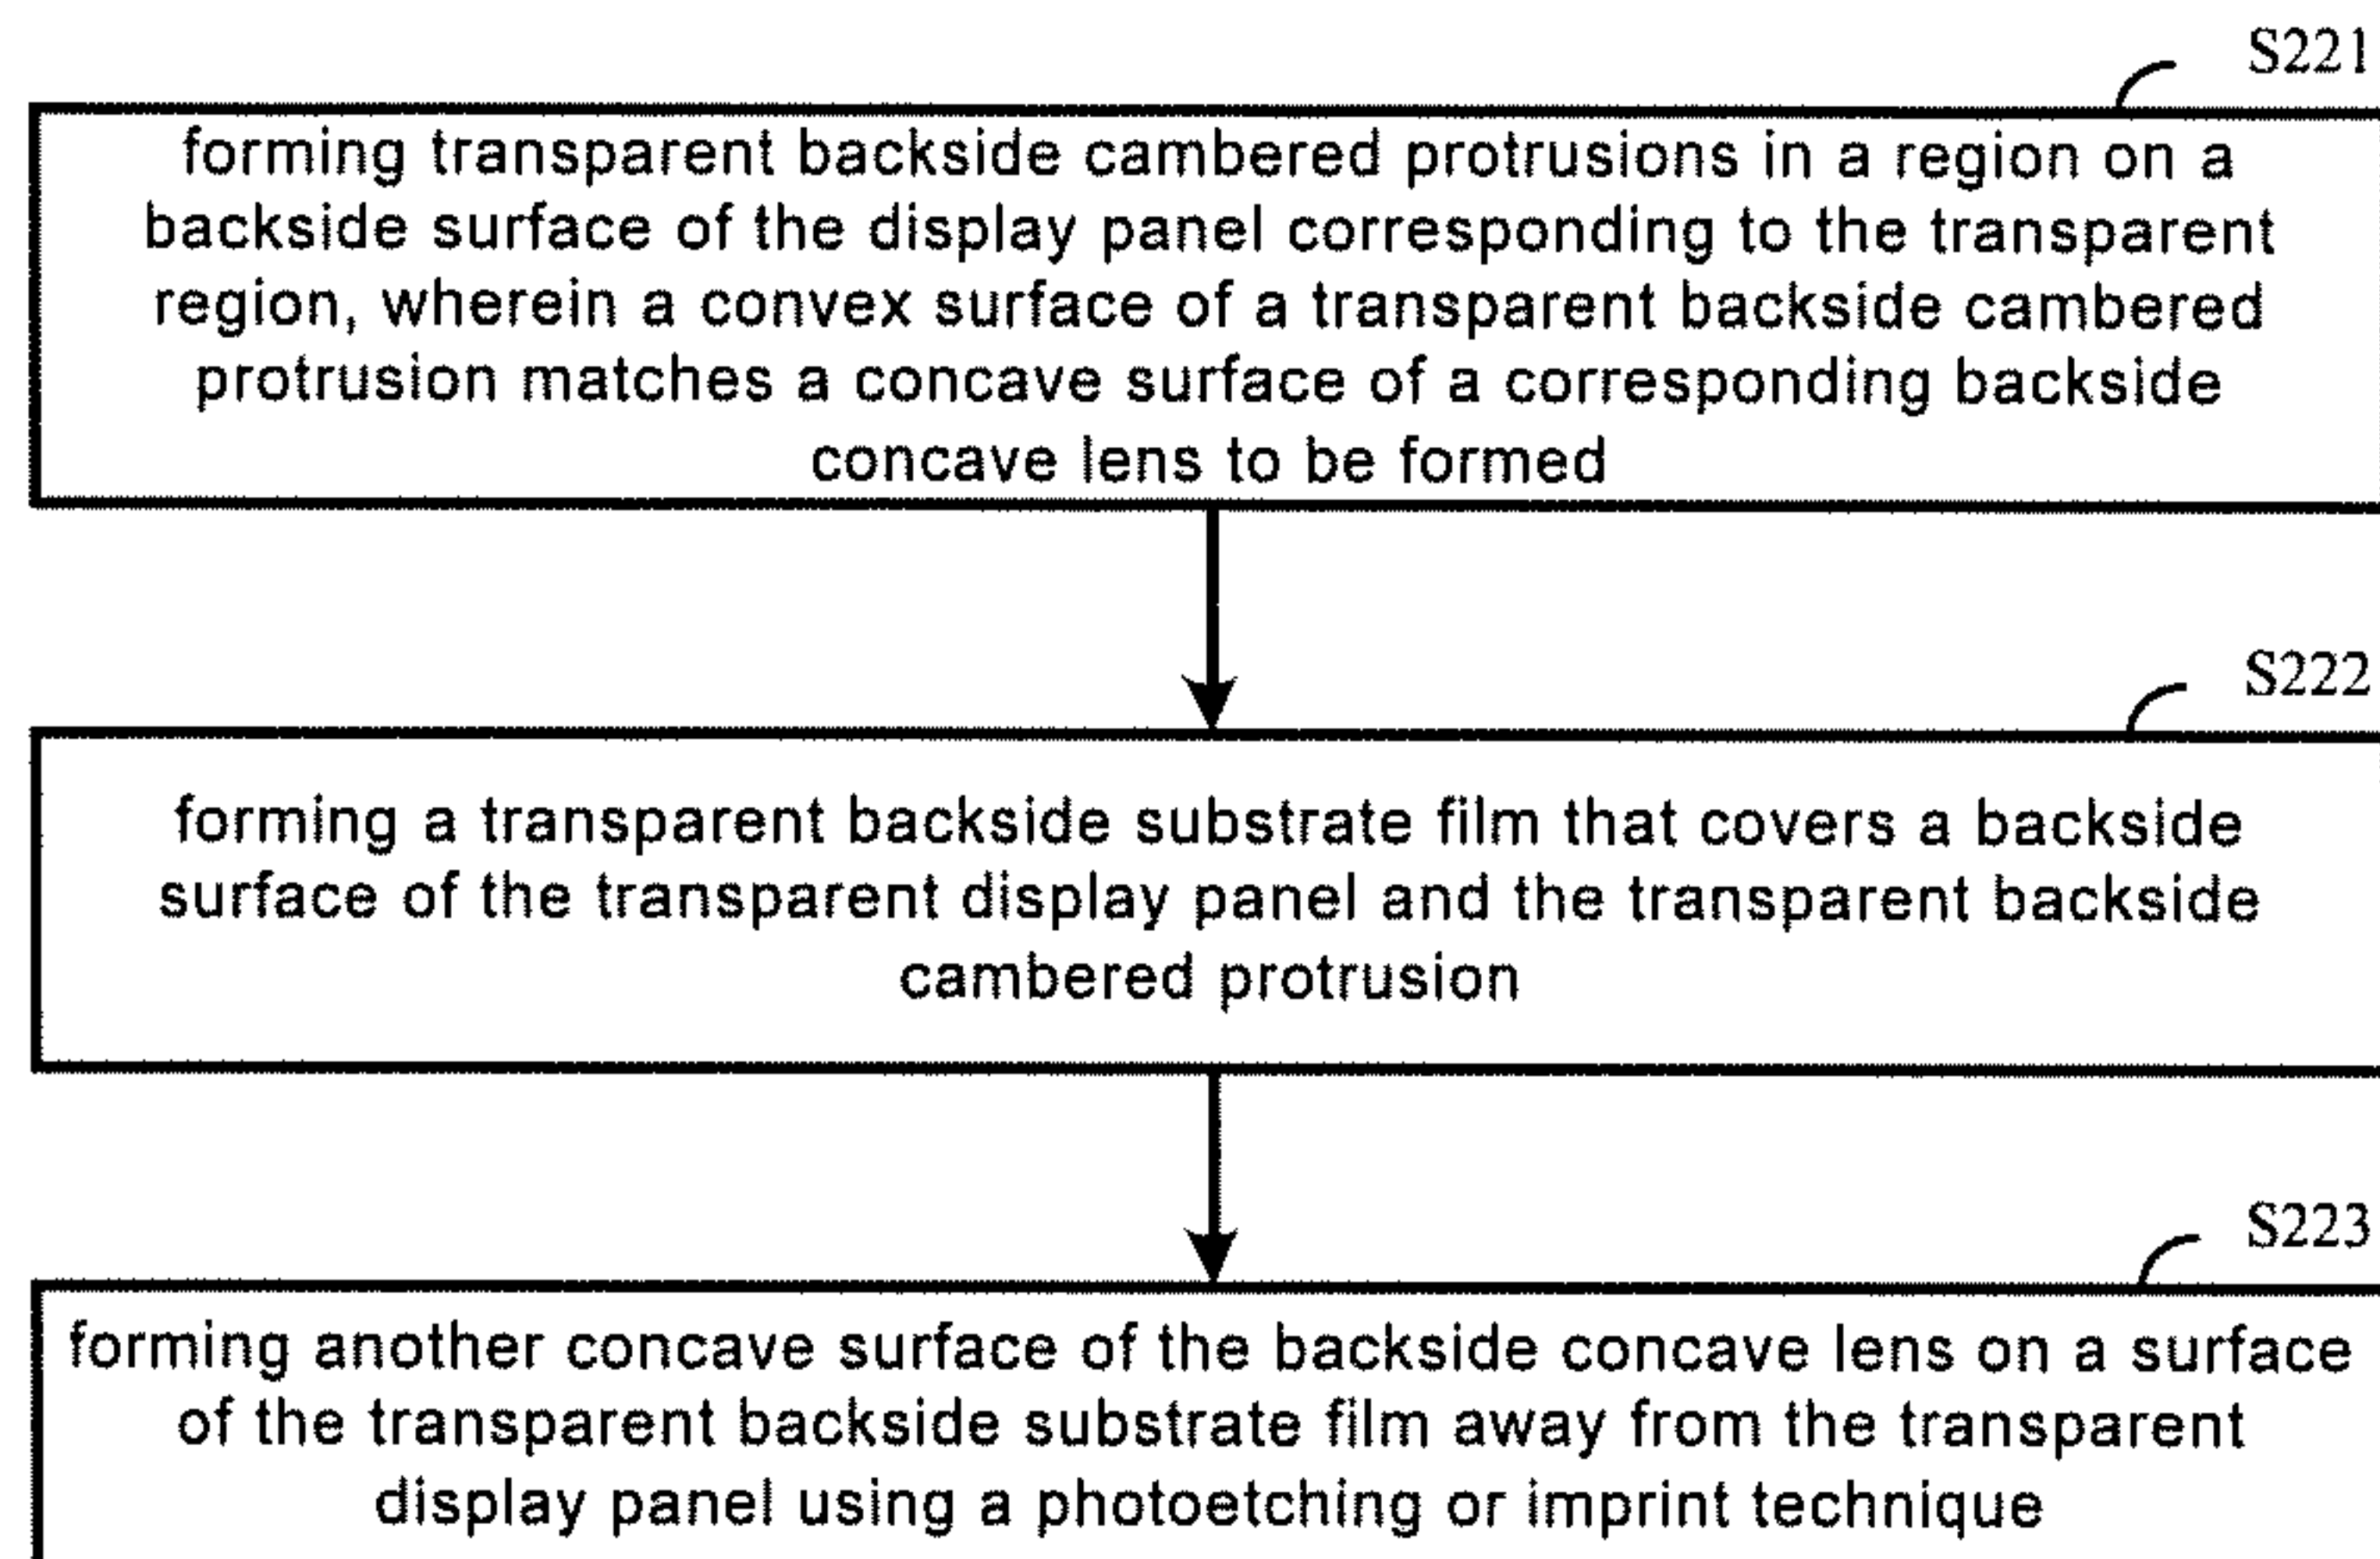 S221
forming transparent backside cambered protrusions in a region on a
backside surface of the display panel corresponding to the transparent
region, wherein a convex surface of a transparent backside cambered
protrusion matches a concave surface of a corresponding backside
concave lens to be formed
S222
forming a transparent backside substrate film that covers a backside
surface of the transparent display panel and the transparent backside
cambered protrusion
S223
forming another concave surface of the backside concave lens on a surface
of the transparent backside substrate film away from the transparent
display panel using a photoetching or imprint technique